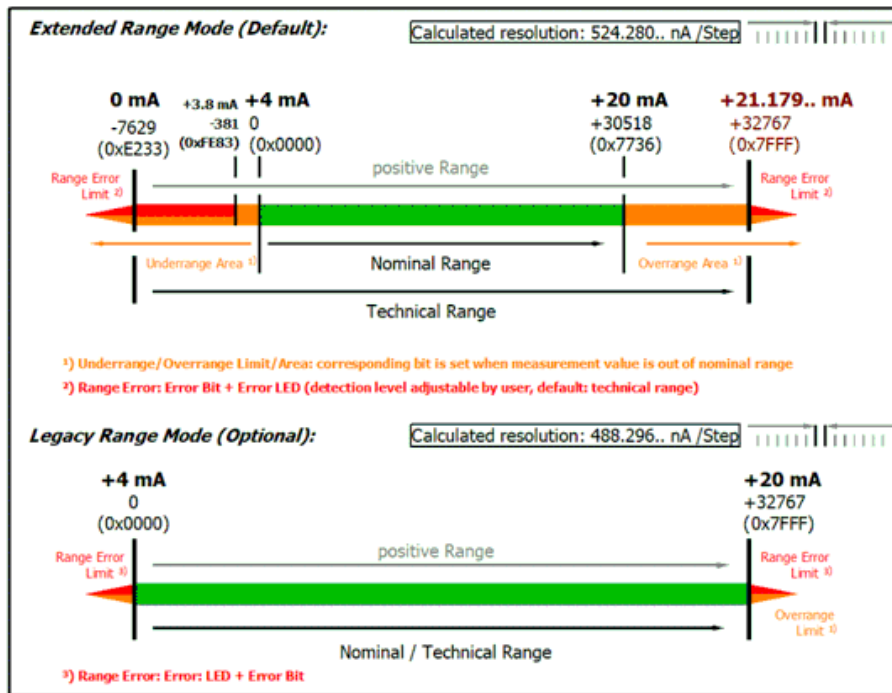 Extended Range Mode (Default):
Calculated resolution: 524.280.. nA /Step
0 mA
-7629
(0xE233)
+3.8 mA
-381
(0xFE83)
+4 mA
0
(0x0000)
+20 mA
+30518
(0x7736)
+21.179.. mA
+32767
(0x7FFF)
Range Error
Limit ²⁾
positive Range
Range Error
Limit ²⁾
Underrange Area ¹⁾
Nominal Range
Overrange Area ¹⁾
Technical Range
¹⁾ Underrange/Overrange Limit/Area: corresponding bit is set when measurement value is out of nominal range
²⁾ Range Error: Error Bit + Error LED (detection level adjustable by user, default: technical range)
Legacy Range Mode (Optional):
Calculated resolution: 488.296.. nA /Step
+4 mA
0
(0x0000)
+20 mA
+32767
(0x7FFF)
Range Error
Limit ³⁾
positive Range
Range Error
Limit ³⁾
Overrange
Limit ¹⁾
Nominal / Technical Range
³⁾ Range Error: Error: LED + Error Bit